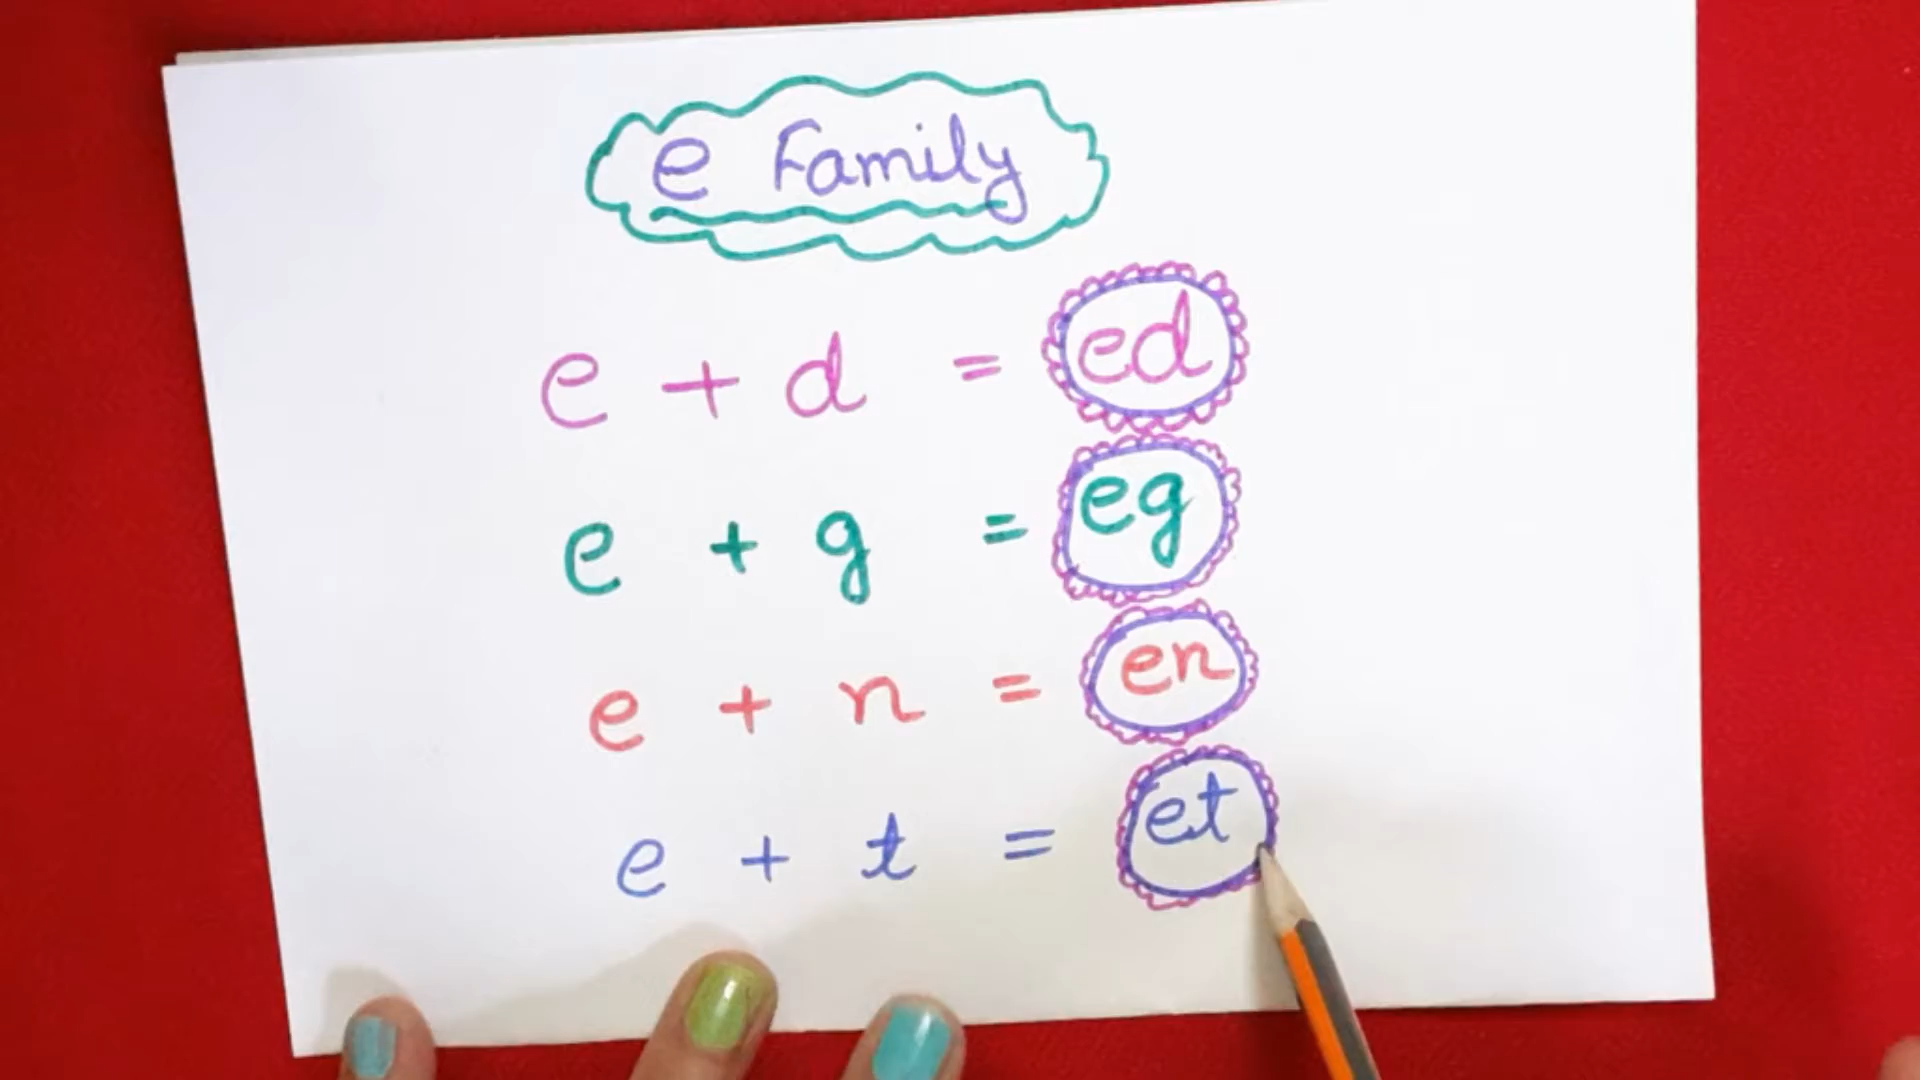 e Family
e + d = ed
e + g = eg
e + n = en
e + t = et